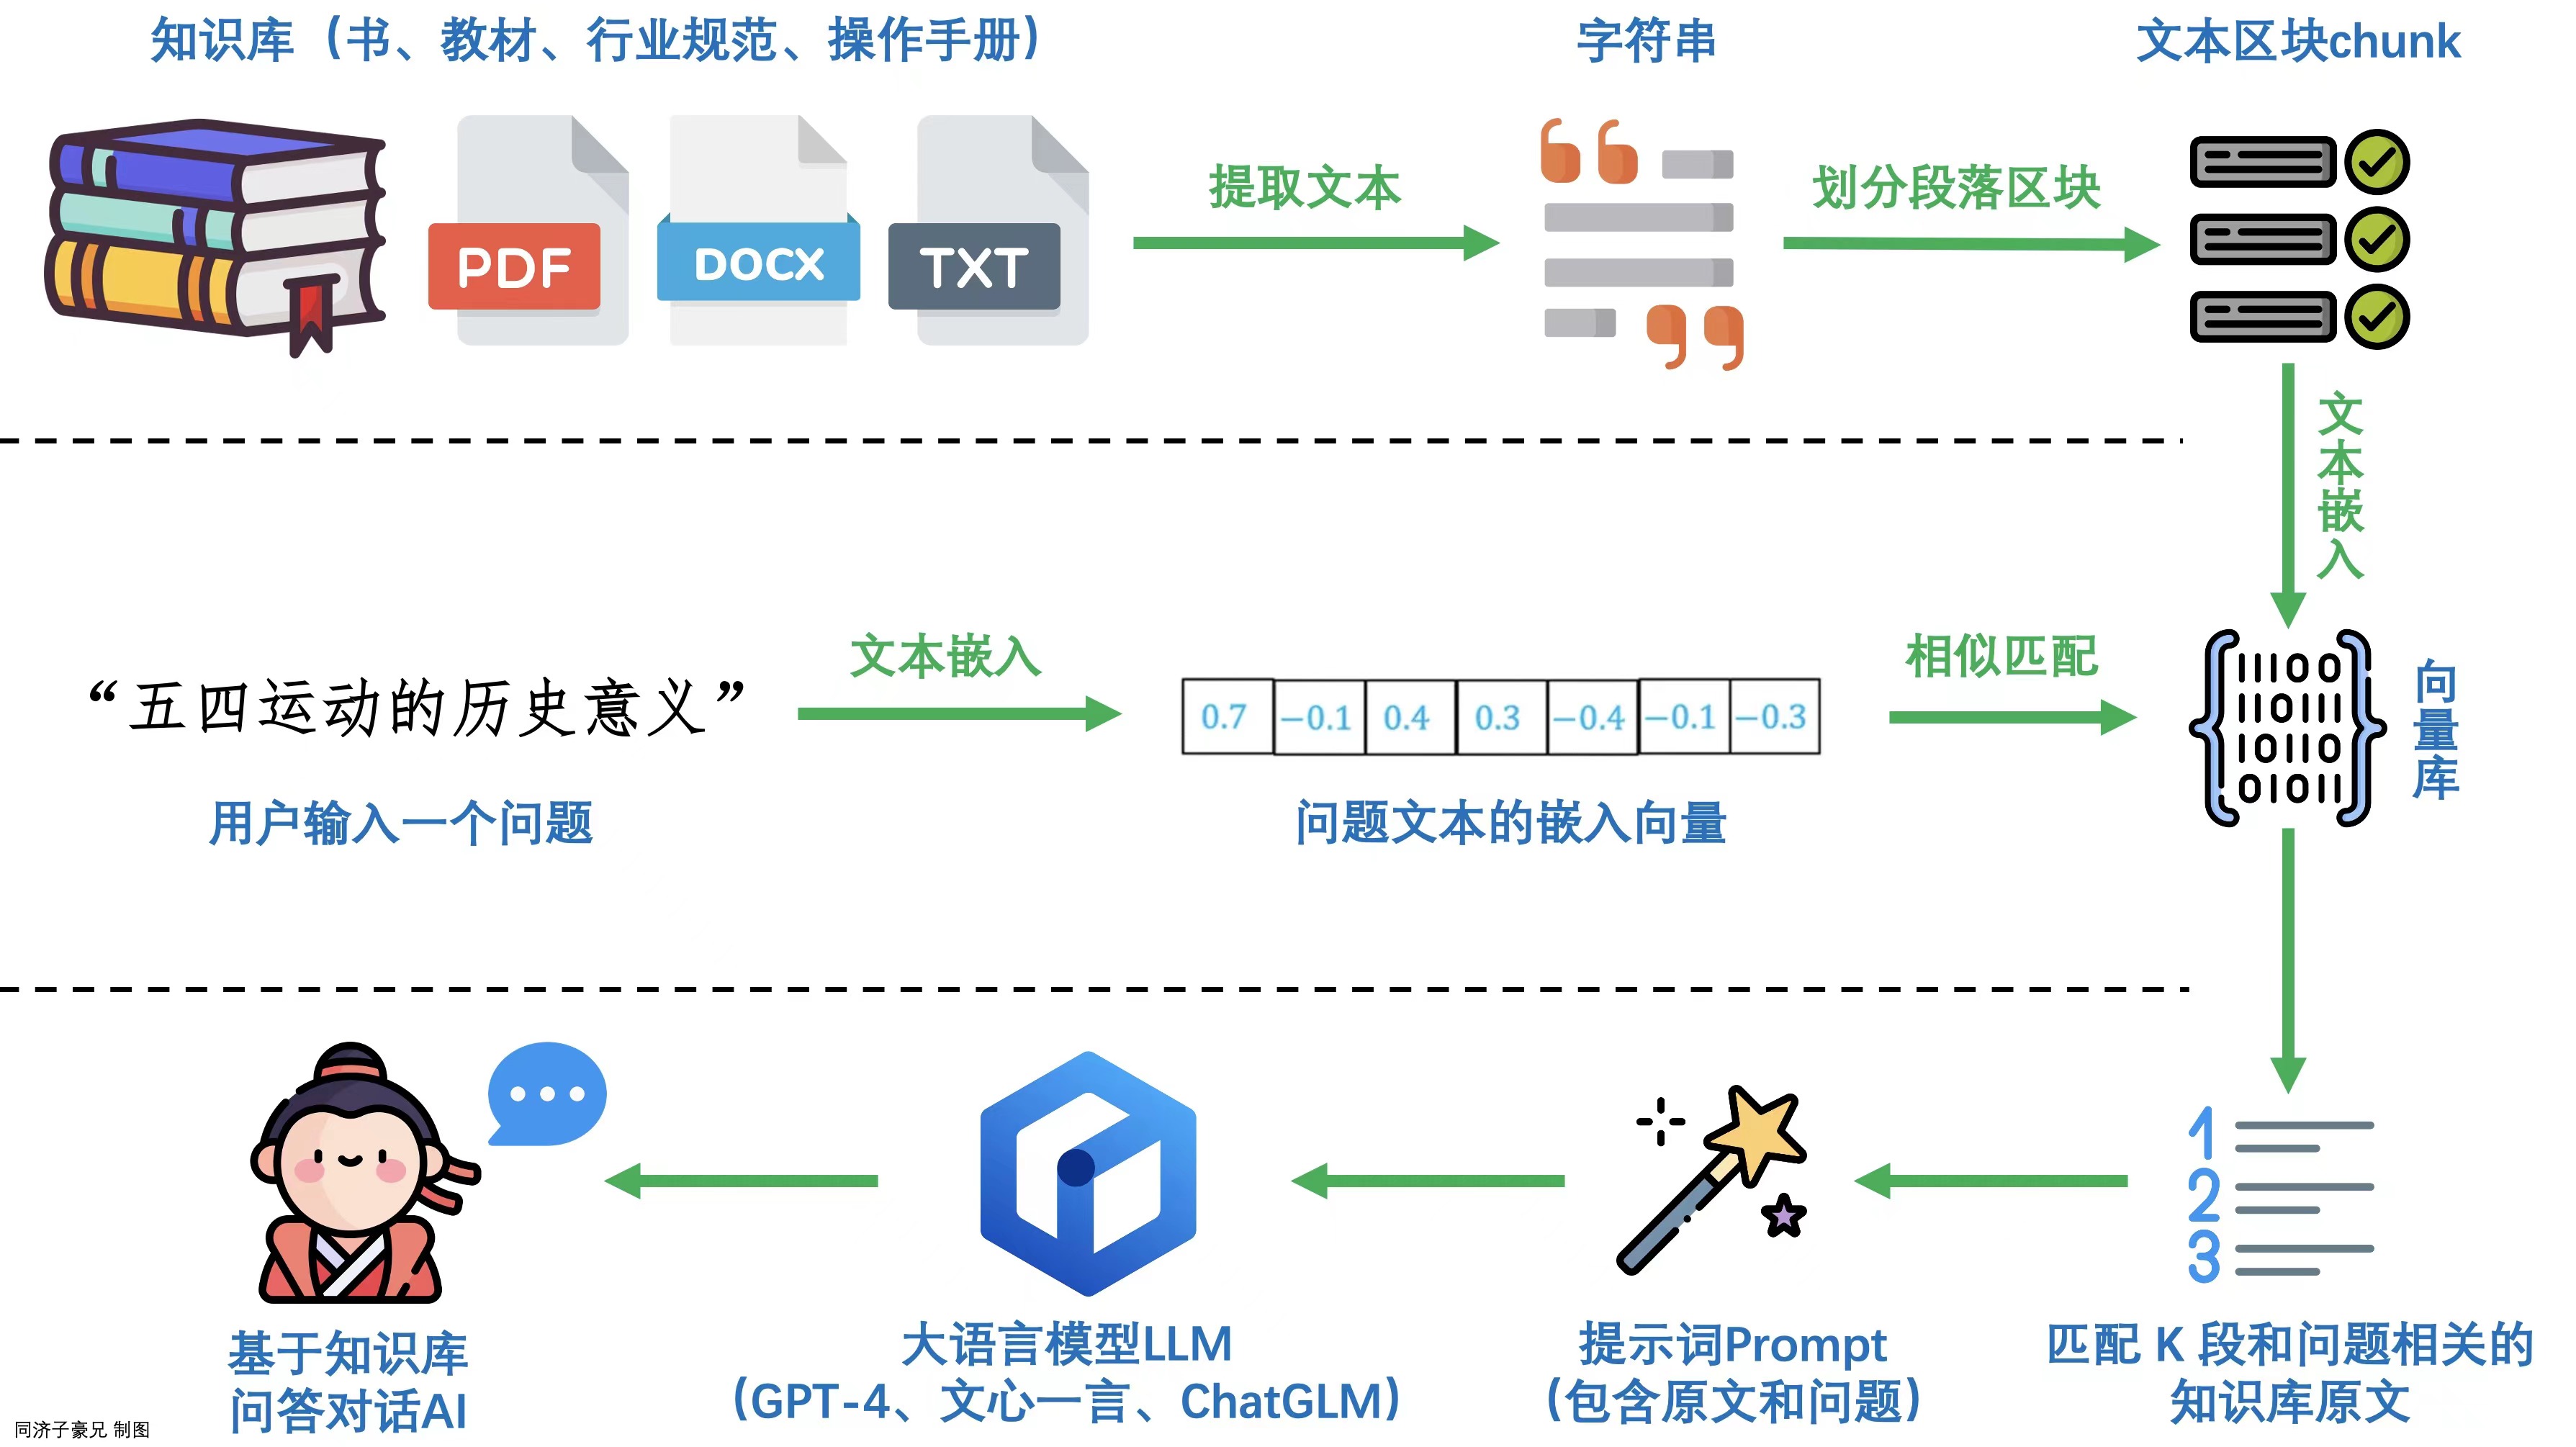 知识库（书、教材、行业规范、操作手册）
字符串
文本区块chunk
PDF
DOCX
TXT
提取文本
划分段落区块
文本嵌入
“五四运动的历史意义”
用户输入一个问题
文本嵌入
0.7 −0.1 0.4 0.3 −0.4 −0.1 −0.3
问题文本的嵌入向量
相似匹配
111100
110111
10110
010111
向量库
基于知识库
问答对话AI
大语言模型LLM
(GPT-4、文心一言、ChatGLM)
提示词Prompt
(包含原文和问题)
1
2
3
匹配 K 段和问题相关的
知识库原文
同济子豪兄 制图